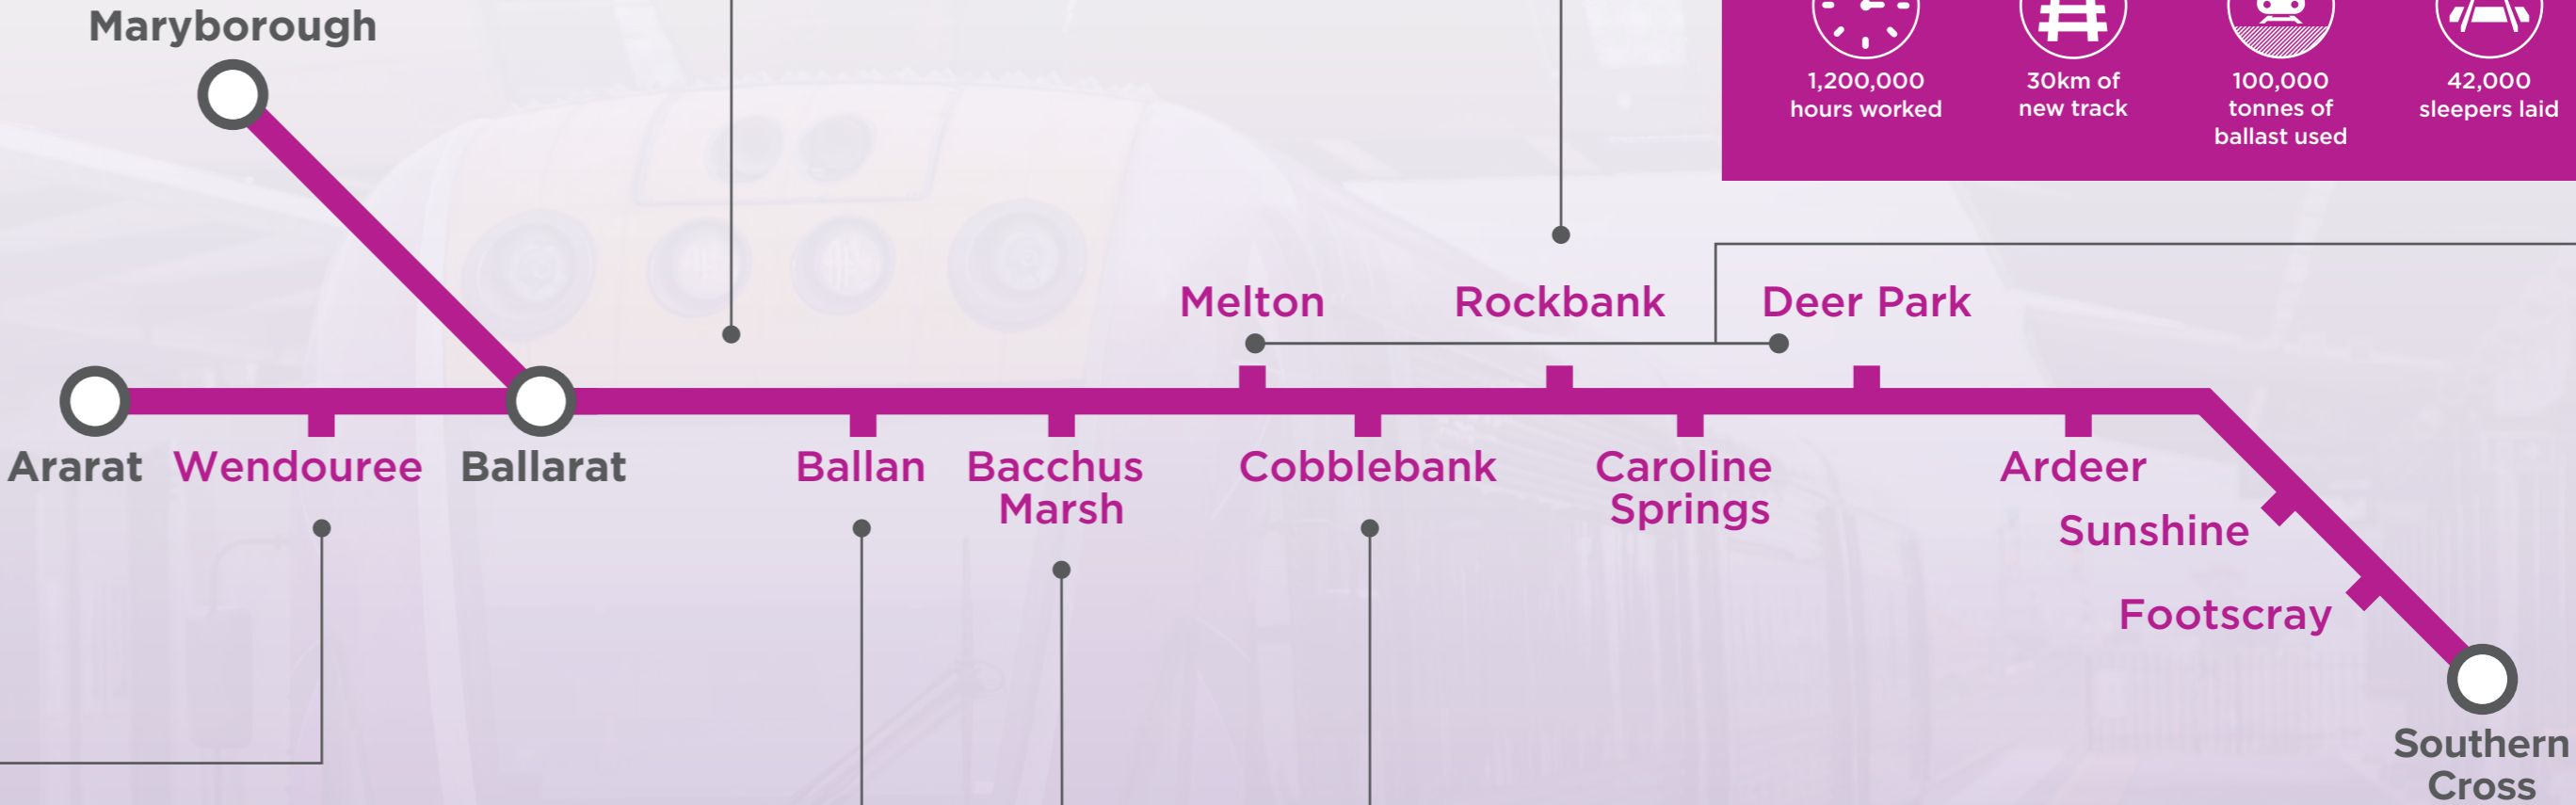 Maryborough
1,200,000
hours worked
30km of
new track
100,000
tonnes of
ballast used
42,000
sleepers laid
Melton
Rockbank
Deer Park
Ararat
Wendouree
Ballarat
Ballan
Bacchus
Marsh
Cobblebank
Caroline
Springs
Ardeer
Sunshine
Footscray
Southern
Cross